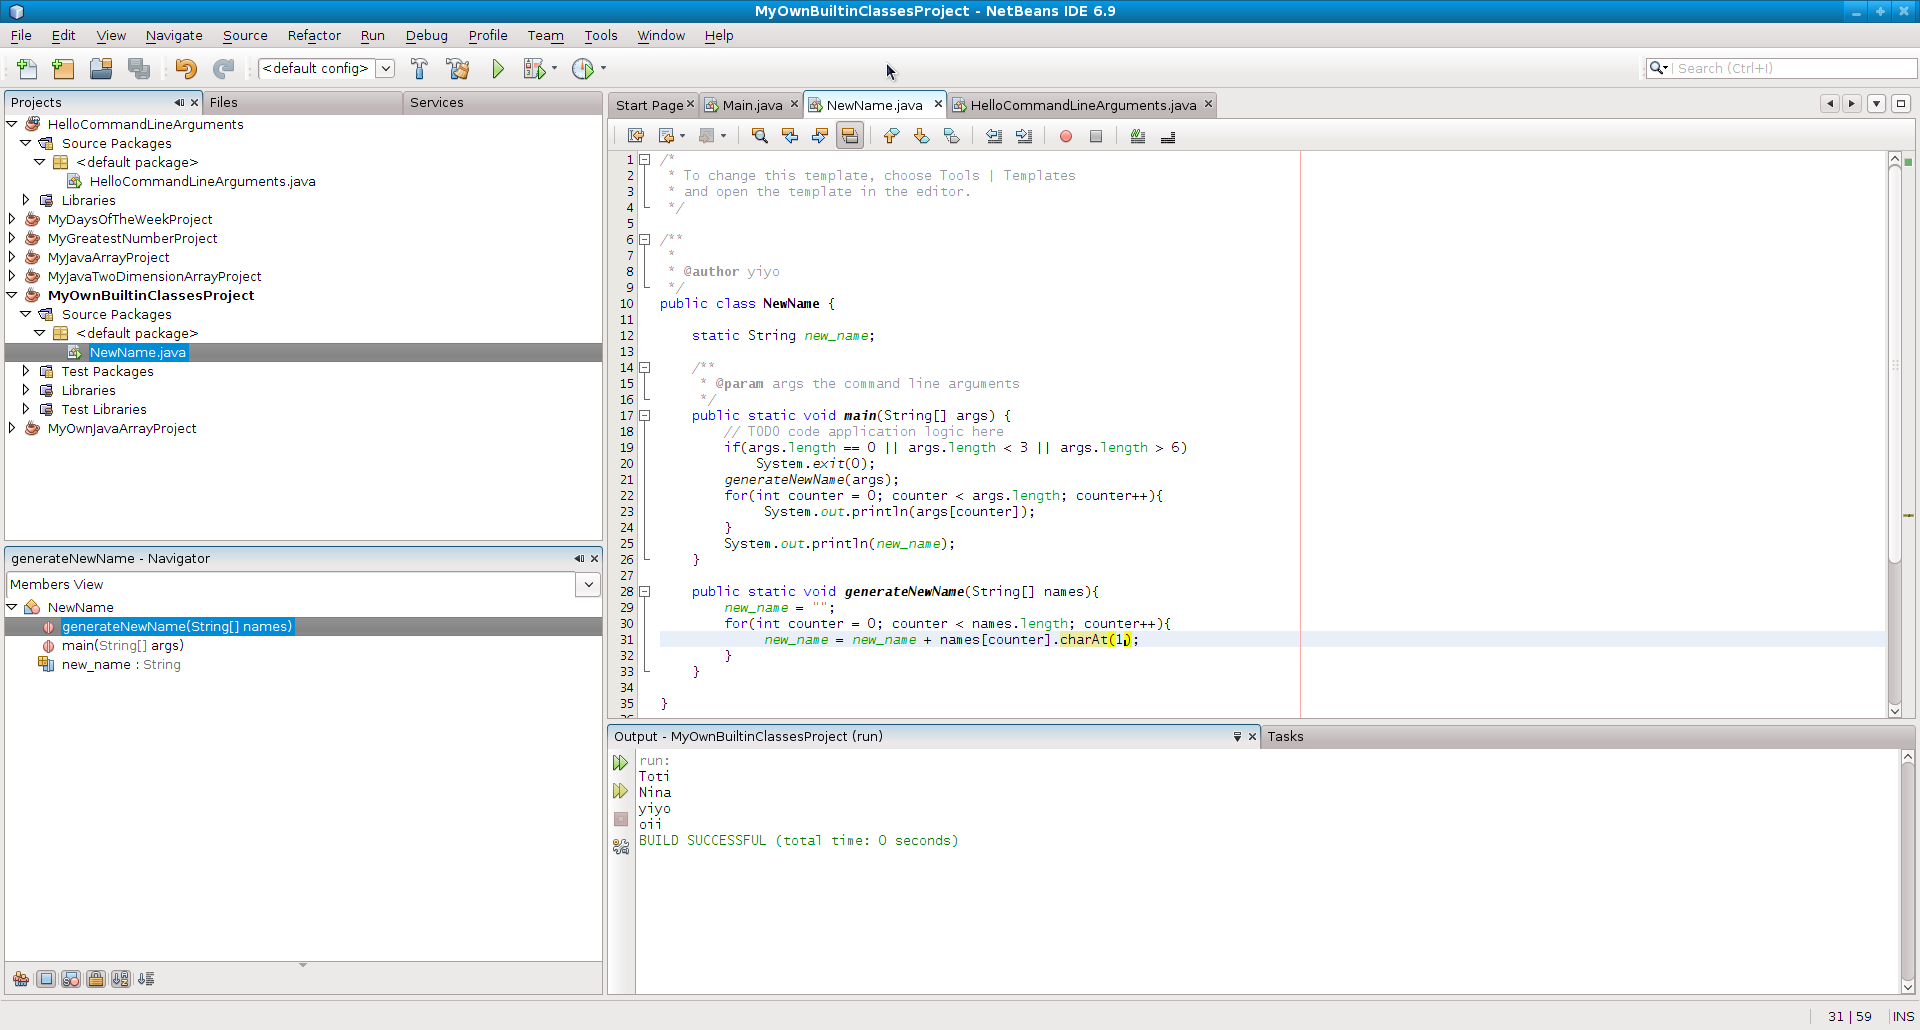 MyOwnBuiltinClassesProject - NetBeans IDE 6.9
File Edit View Navigate Source Refactor Run Debug Profile Team Tools Window Help
<default config> Search (Ctrl+I)
Projects Files Services
HelloCommandLineArguments
Source Packages
<default package>
HelloCommandLineArguments.java
Libraries
MyDaysOfTheWeekProject
MyGreatestNumberProject
MyJavaArrayProject
MyJavaTwoDimensionArrayProject
MyOwnBuiltinClassesProject
Source Packages
<default package>
NewName.java
Test Packages
Libraries
Test Libraries
MyOwnJavaArrayProject
generateNewName - Navigator
Members View
NewName
generateNewName(String[] names)
main(String[] args)
new_name : String
Start Page Main.java NewName.java HelloCommandLineArguments.java
1 /*
2 * To change this template, choose Tools | Templates
3 * and open the template in the editor.
4 */
5
6 /**
7 *
8 * @author yiyo
9 */
10 public class NewName {
11
12 static String new_name;
13
14 /**
15 * @param args the command line arguments
16 */
17 public static void main(String[] args) {
18 // TODO code application logic here
19 if(args.length == 0 || args.length < 3 || args.length > 6)
20 System.exit(0);
21 generateNewName(args);
22 for(int counter = 0; counter < args.length; counter++){
23 System.out.println(args[counter]);
24 }
25 System.out.println(new_name);
26 }
27
28 public static void generateNewName(String[] names){
29 new_name = "";
30 for(int counter = 0; counter < names.length; counter++){
31 new_name = new_name + names[counter].charAt(1);
32 }
33 }
34
35 }
Output - MyOwnBuiltinClassesProject (run) Tasks
run:
Toti
Nina
yiyo
oii
BUILD SUCCESSFUL (total time: 0 seconds)
31 | 59 INS